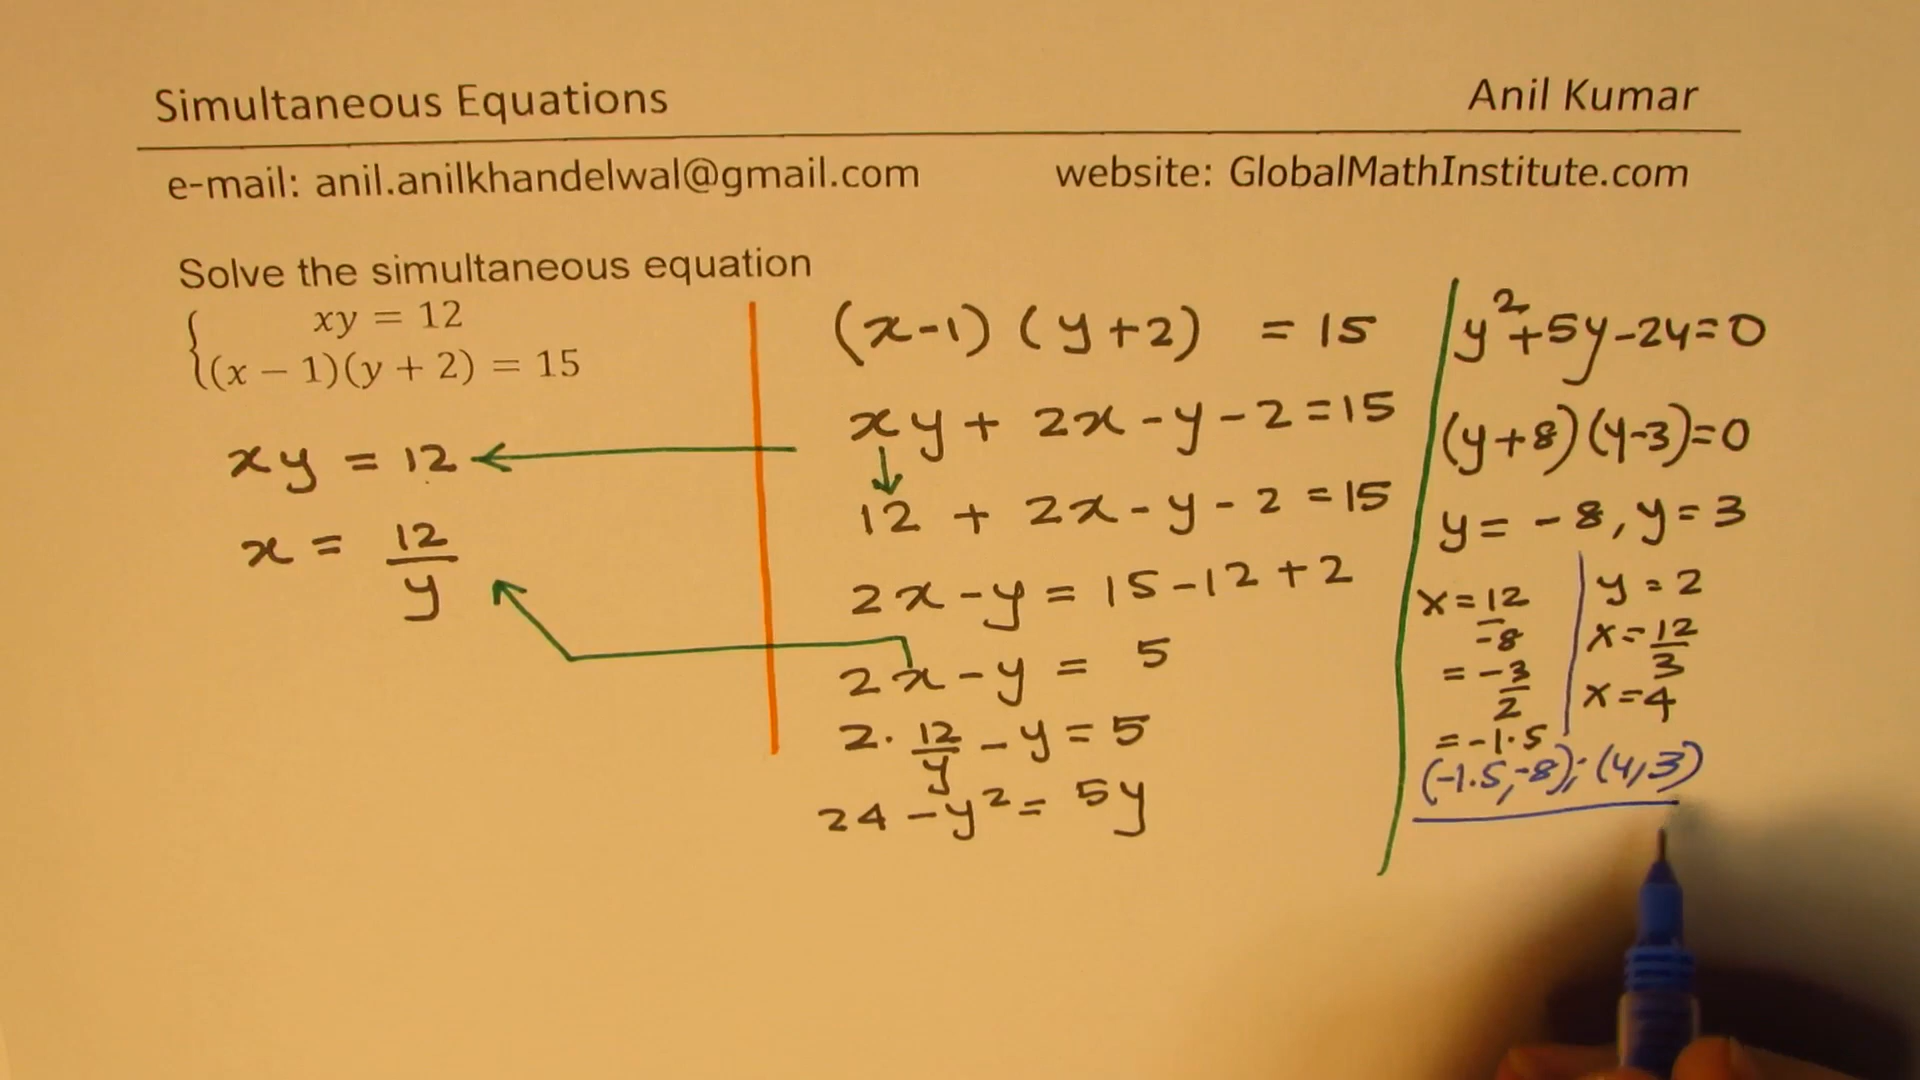 Simultaneous Equations
Anil Kumar
e-mail: anil.anilkhandelwal@gmail.com
website: GlobalMathInstitute.com
Solve the simultaneous equation
xy = 12
(x − 1)(y + 2) = 15
xy = 12
x = 12/y
(x-1)(y+2) = 15
xy + 2x - y - 2 = 15
12 + 2x - y - 2 = 15
2x - y = 15 - 12 + 2
2x - y = 5
2. 12/y - y = 5
24 - y² = 5y
y² + 5y - 24 = 0
(y+8)(y-3) = 0
y = -8, y = 3
x = 12/-8
= -3/2
= -1.5
y = 2
x = 12/3
x = 4
(-1.5, -8); (4, 3)